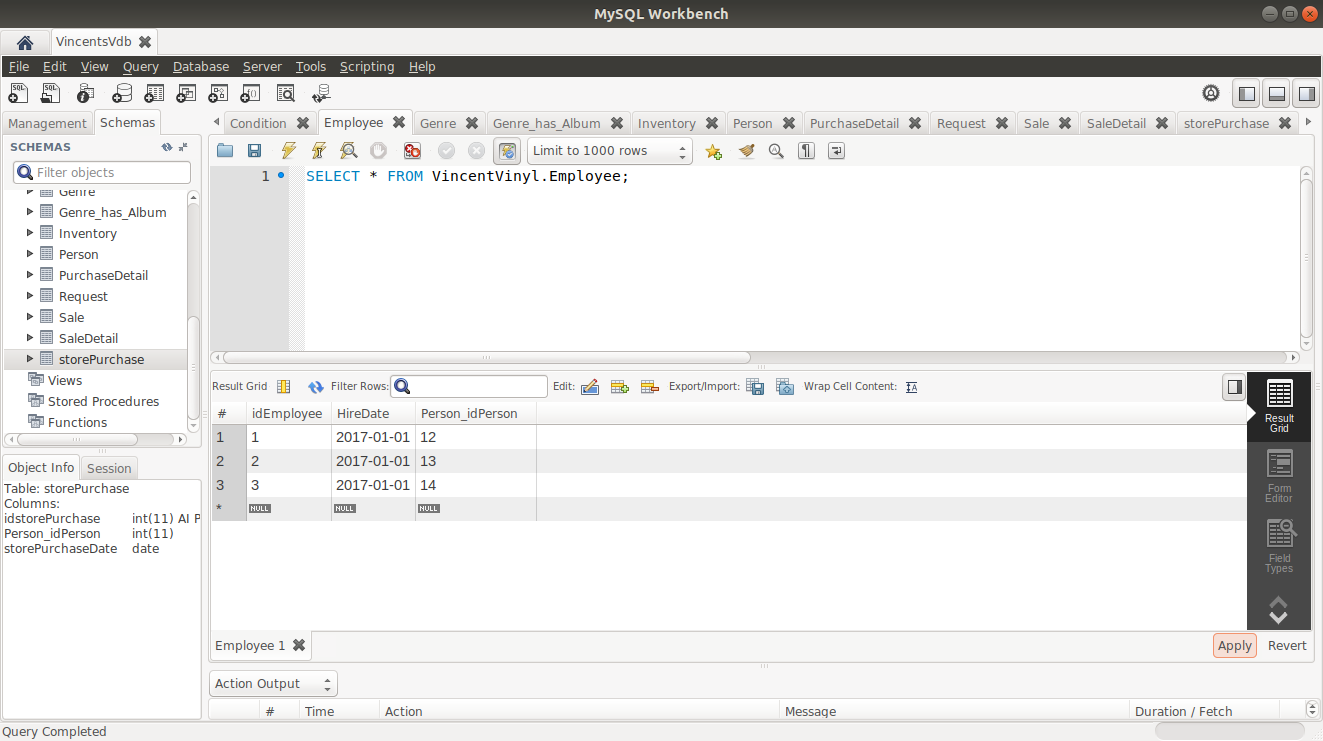 MySQL Workbench
VincentsVdb
File Edit View Query Database Server Tools Scripting Help
Management Schemas
Condition Employee Genre Genre_has_Album Inventory Person PurchaseDetail Request Sale SaleDetail storePurchase
SCHEMAS
Filter objects
Genre
Genre_has_Album
Inventory
Person
PurchaseDetail
Request
Sale
SaleDetail
storePurchase
Views
Stored Procedures
Functions
Object Info Session
Table: storePurchase
Columns:
idstorePurchase int(11) AI P
Person_idPerson int(11)
storePurchaseDate date
Limit to 1000 rows
1 SELECT * FROM VincentVinyl.Employee;
Result Grid Filter Rows: Edit: Export/Import: Wrap Cell Content:
# idEmployee HireDate Person_idPerson
1 1 2017-01-01 12
2 2 2017-01-01 13
3 3 2017-01-01 14
* NULL NULL NULL
Result
Grid
Form
Editor
Field
Types
Employee 1 Apply Revert
Action Output
# Time Action Message Duration / Fetch
Query Completed